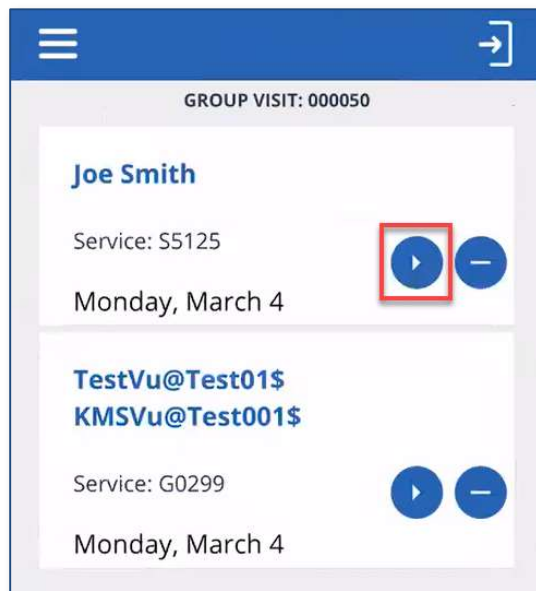 GROUP VISIT: 000050
Joe Smith
Service: S5125
Monday, March 4
TestVu@Test01$
KMSVu@Test001$
Service: G0299
Monday, March 4